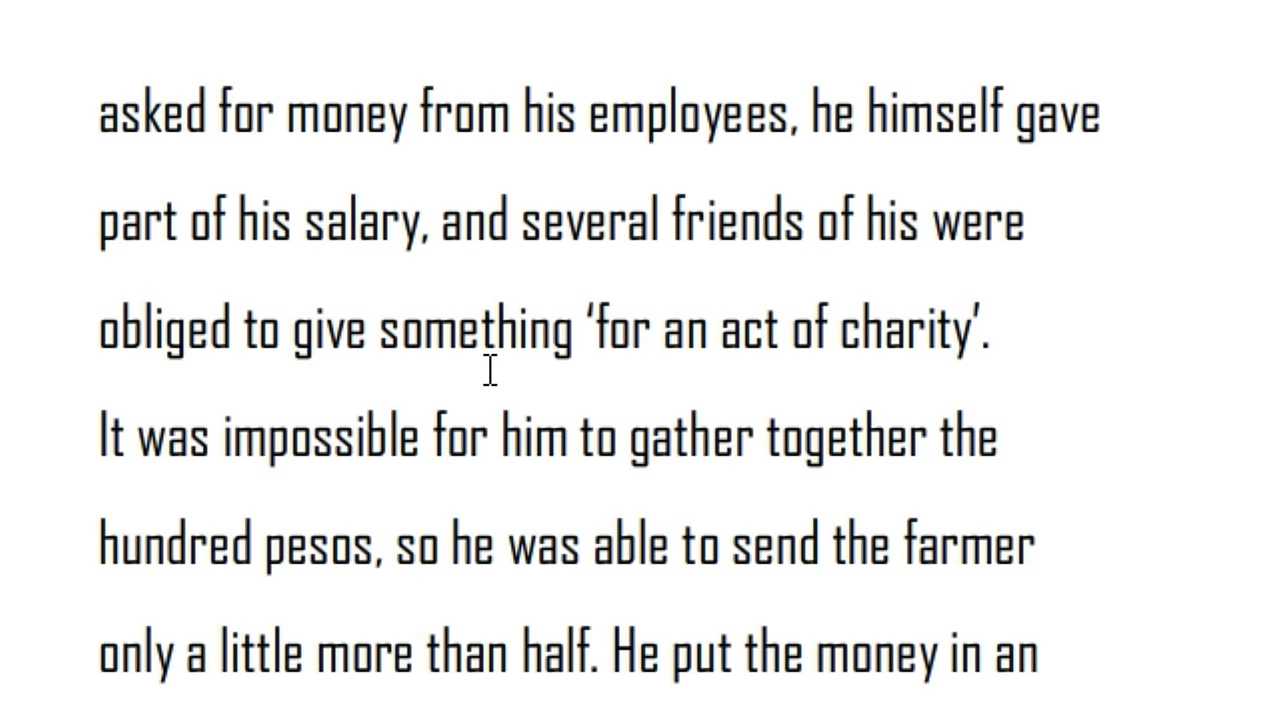 asked for money from his employees, he himself gave
part of his salary, and several friends of his were
obliged to give something ‘for an act of charity’.
It was impossible for him to gather together the
hundred pesos, so he was able to send the farmer
only a little more than half. He put the money in an